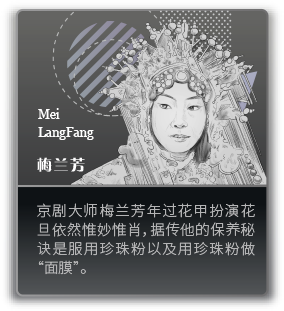 Mei
LangFang
梅兰芳
京剧大师梅兰芳年过花甲扮演花
旦依然惟妙惟肖,据传他的保养秘
诀是服用珍珠粉以及用珍珠粉做
“面膜”。